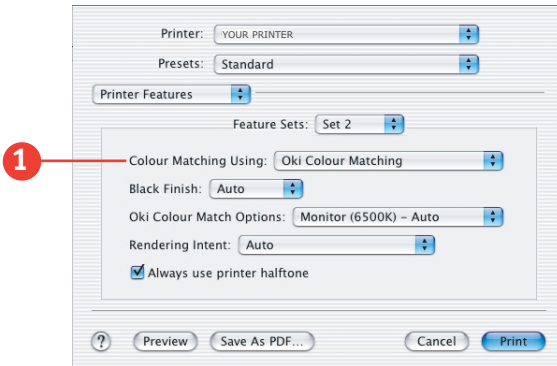 Printer: YOUR PRINTER
Presets: Standard
Printer Features
Feature Sets: Set 2
1 Colour Matching Using: Oki Colour Matching
Black Finish: Auto
Oki Colour Match Options: Monitor (6500K) – Auto
Rendering Intent: Auto
Always use printer halftone
? Preview Save As PDF... Cancel Print